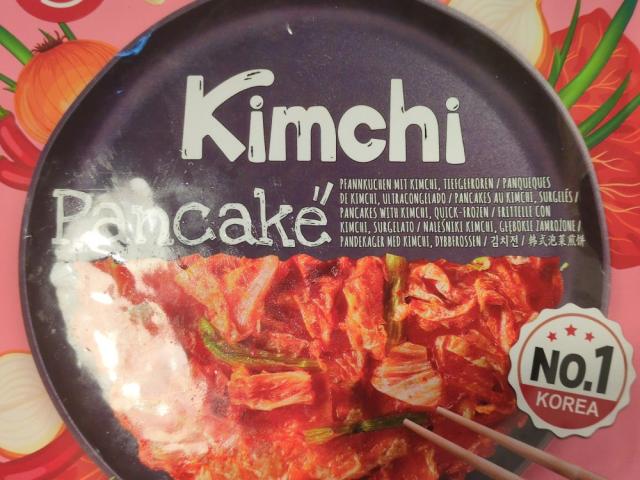 Kimchi
Pancake
PFANNKUCHEN MIT KIMCHI, TIEFGEFROREN / PANQUEQUES
DE KIMCHI, ULTRACONGELADO / PANCAKES AU KIMCHI, SURGELÉS /
PANCAKES WITH KIMCHI, QUICK-FROZEN / FRITTELLE CON
KIMCHI, SURGELATO / NALEŚNIKI KIMCHI, GŁĘBOKIE ZAMROŻONE /
PANDEKAGER MED KIMCHI, DYBBEROSSEN / 김치전 / 韩式泡菜煎饼
NO.1
KOREA